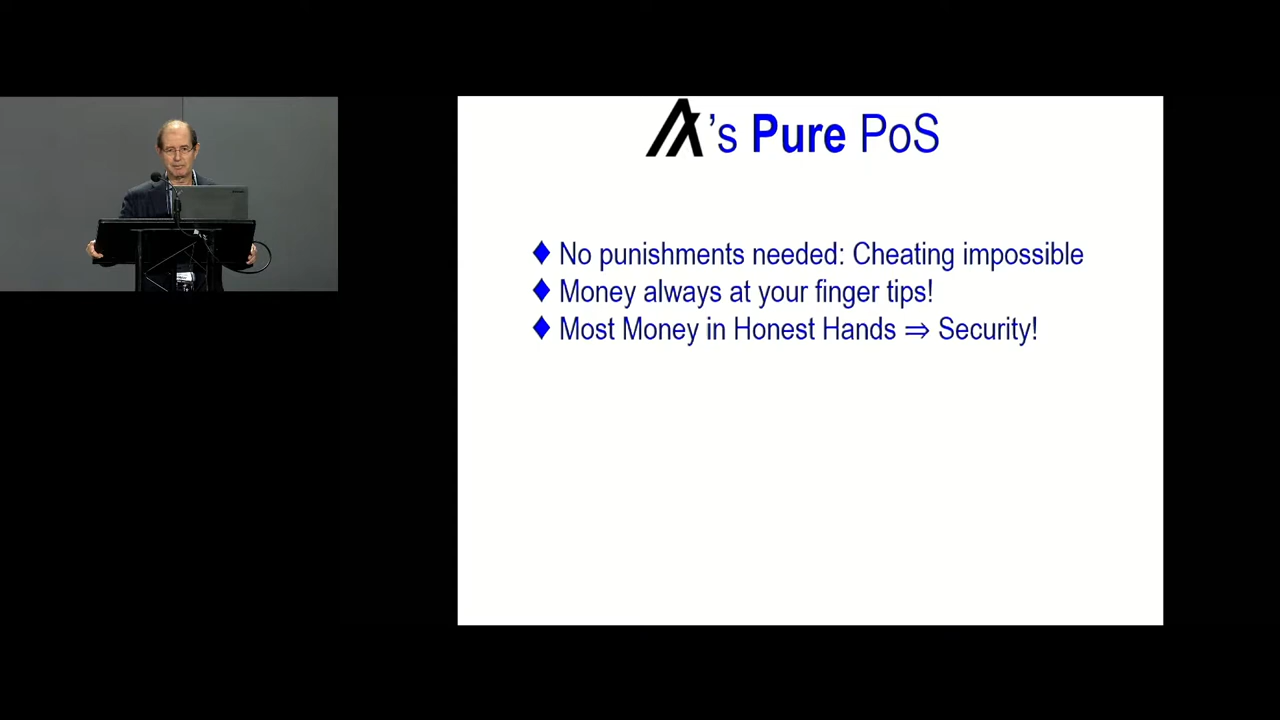 's Pure PoS
No punishments needed: Cheating impossible
Money always at your finger tips!
Most Money in Honest Hands ⇒ Security!